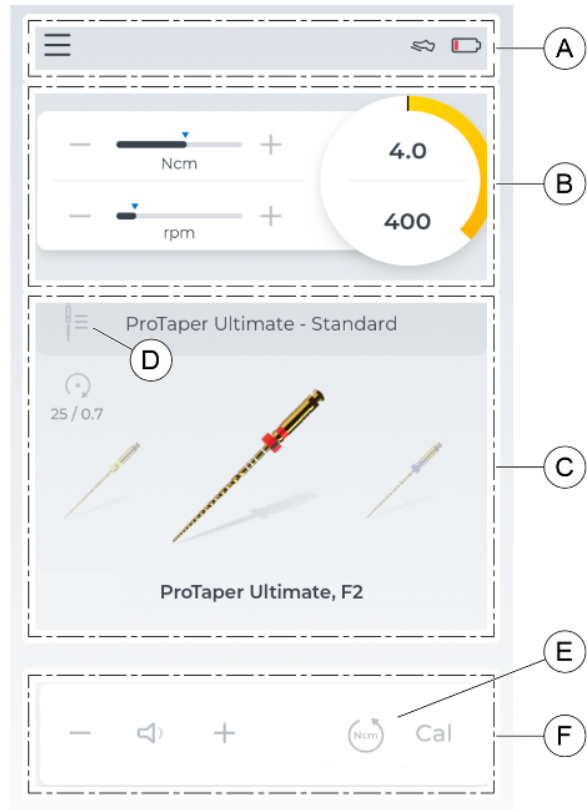 A
Ncm
4.0
B
rpm
400
ProTaper Ultimate - Standard
D
25 / 0.7
C
ProTaper Ultimate, F2
E
Ncm
Cal
F